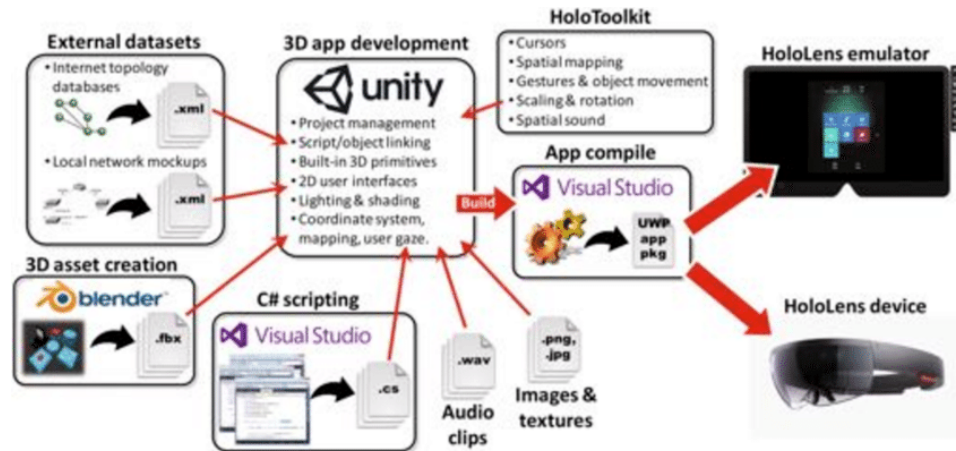 External datasets
• Internet topology
databases
.xml
• Local network mockups
.xml
3D asset creation
blender™
.fbx
3D app development
unity
• Project management
• Script/object linking
• Built-in 3D primitives
• 2D user interfaces
• Lighting & shading
• Coordinate system,
mapping, user gaze.
C# scripting
Visual Studio
.cs
.wav
Audio
clips
.png,
.jpg
Images &
textures
HoloToolkit
• Cursors
• Spatial mapping
• Gestures & object movement
• Scaling & rotation
• Spatial sound
Build
App compile
Visual Studio
UWP
app
pkg
HoloLens emulator
HoloLens device